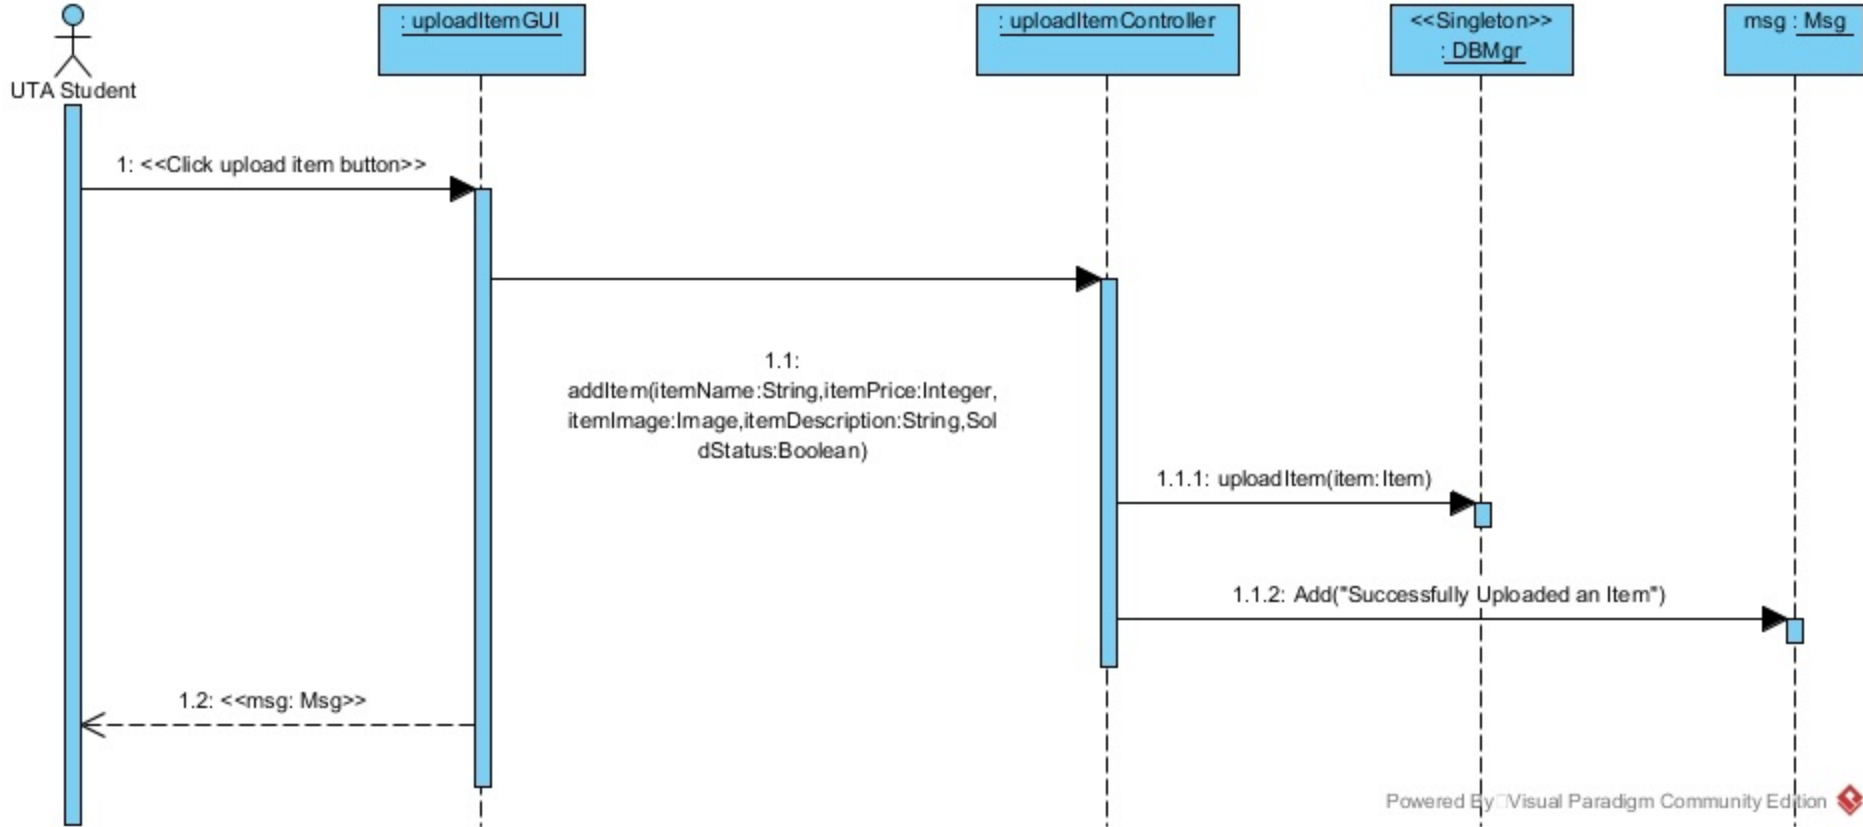 : uploadItemGUI
: uploadItemController
<<Singleton>>
: DBMgr
msg : Msg
UTA Student
1: <<Click upload item button>>
1.1:
addItem(itemName:String,itemPrice:Integer,
itemImage:Image,itemDescription:String,Sol
dStatus:Boolean)
1.1.1: uploadItem(item:Item)
1.1.2: Add("Successfully Uploaded an Item")
1.2: <<msg: Msg>>
Powered By Visual Paradigm Community Edition